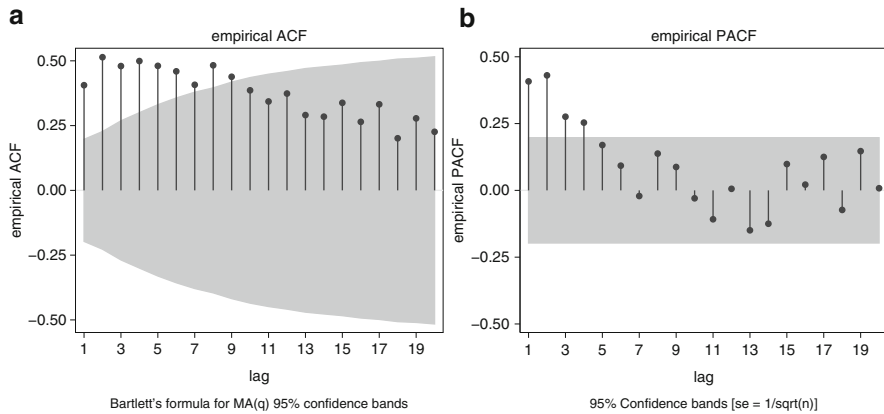 a
empirical ACF
empirical ACF
0.50
0.25
0.00
−0.25
−0.50
1 3 5 7 9 11 13 15 17 19
lag
Bartlett's formula for MA(q) 95% confidence bands
b
empirical PACF
empirical PACF
0.50
0.25
0.00
−0.25
−0.50
1 3 5 7 9 11 13 15 17 19
lag
95% Confidence bands [se = 1/sqrt(n)]